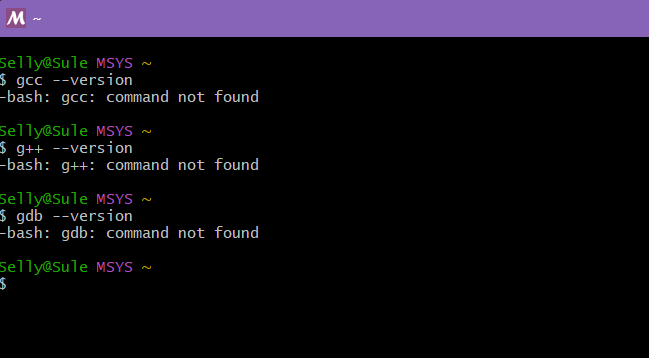 M ~
Selly@Sule MSYS ~
$ gcc --version
-bash: gcc: command not found
Selly@Sule MSYS ~
$ g++ --version
-bash: g++: command not found
Selly@Sule MSYS ~
$ gdb --version
-bash: gdb: command not found
Selly@Sule MSYS ~
$